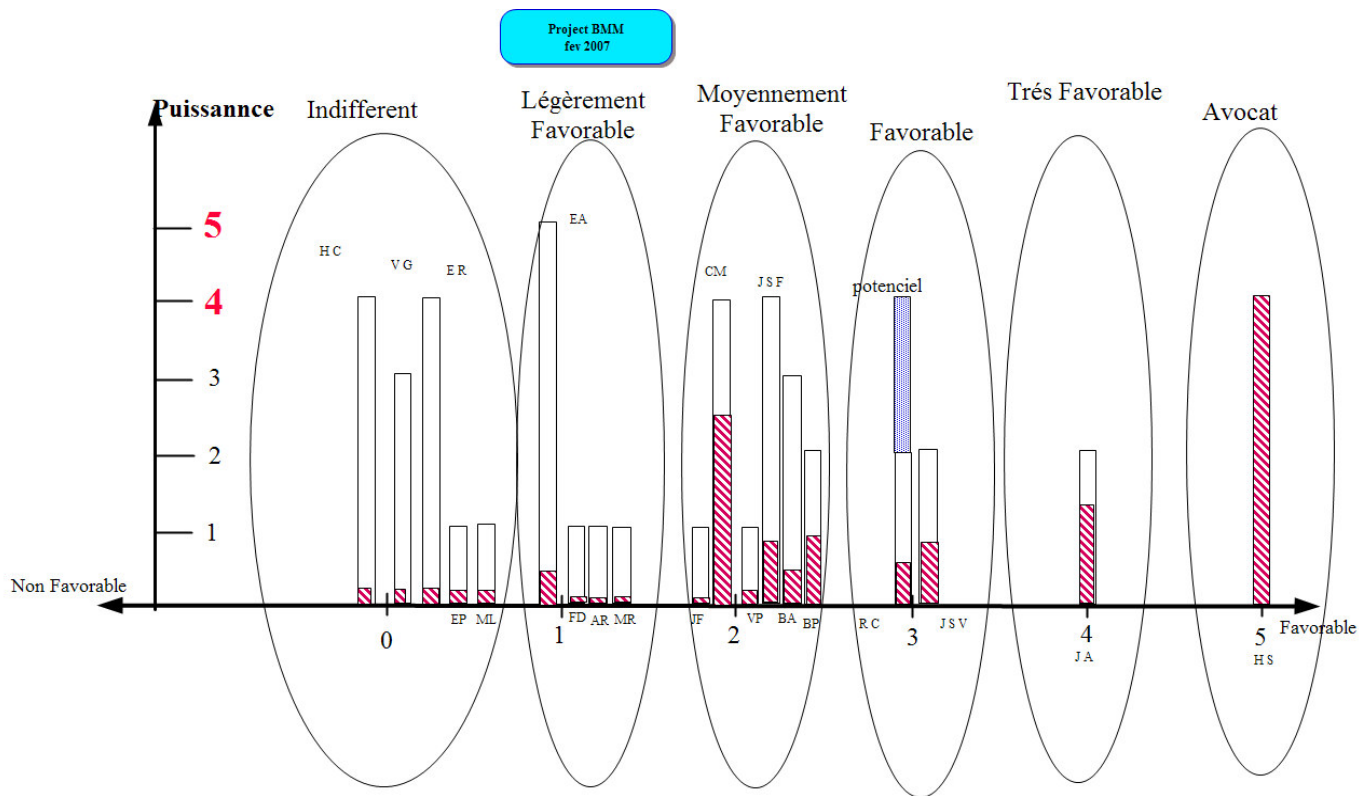 Project BMM
fev 2007
Puissannce
Indifferent
Légèrement
Favorable
Moyennement
Favorable
Favorable
Trés Favorable
Avocat
5
4
3
2
1
H C
V G
E R
EA
CM
J S F
potenciel
Non Favorable
Favorable
EP
ML
FD
AR
MR
JF
VP
BA
BP
R C
J S V
0
1
2
3
4
5
J A
H S